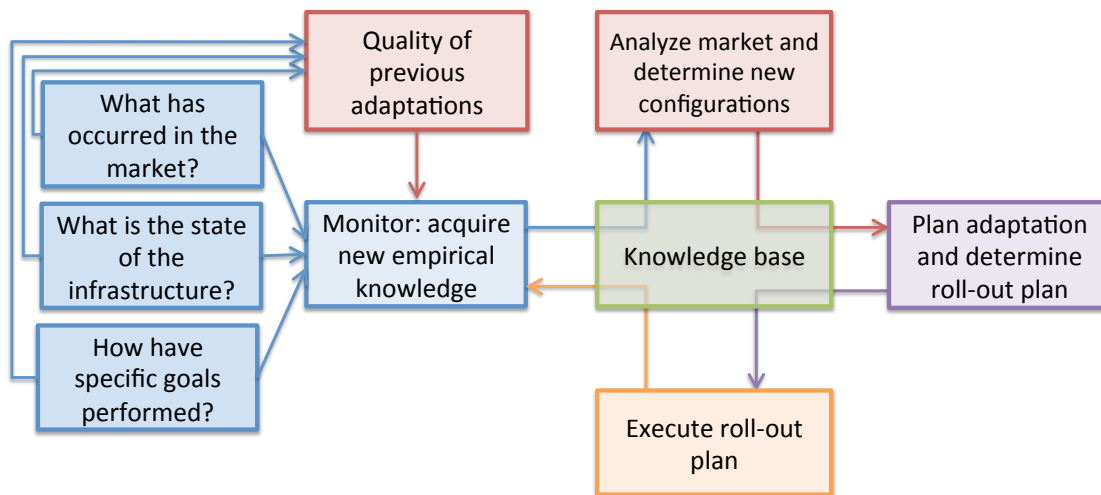 Quality of
previous
adaptations
Analyze market and
determine new
configurations
What has
occurred in the
market?
What is the state
of the
infrastructure?
Monitor: acquire
new empirical
knowledge
Knowledge base
Plan adaptation
and determine
roll-out plan
How have
specific goals
performed?
Execute roll-out
plan